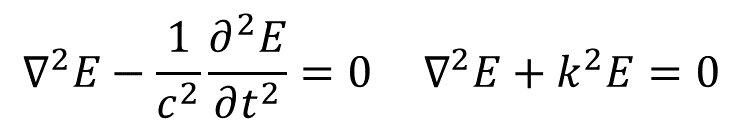 ∇²E − 1/c² ∂²E/∂t² = 0 ∇²E + k²E = 0